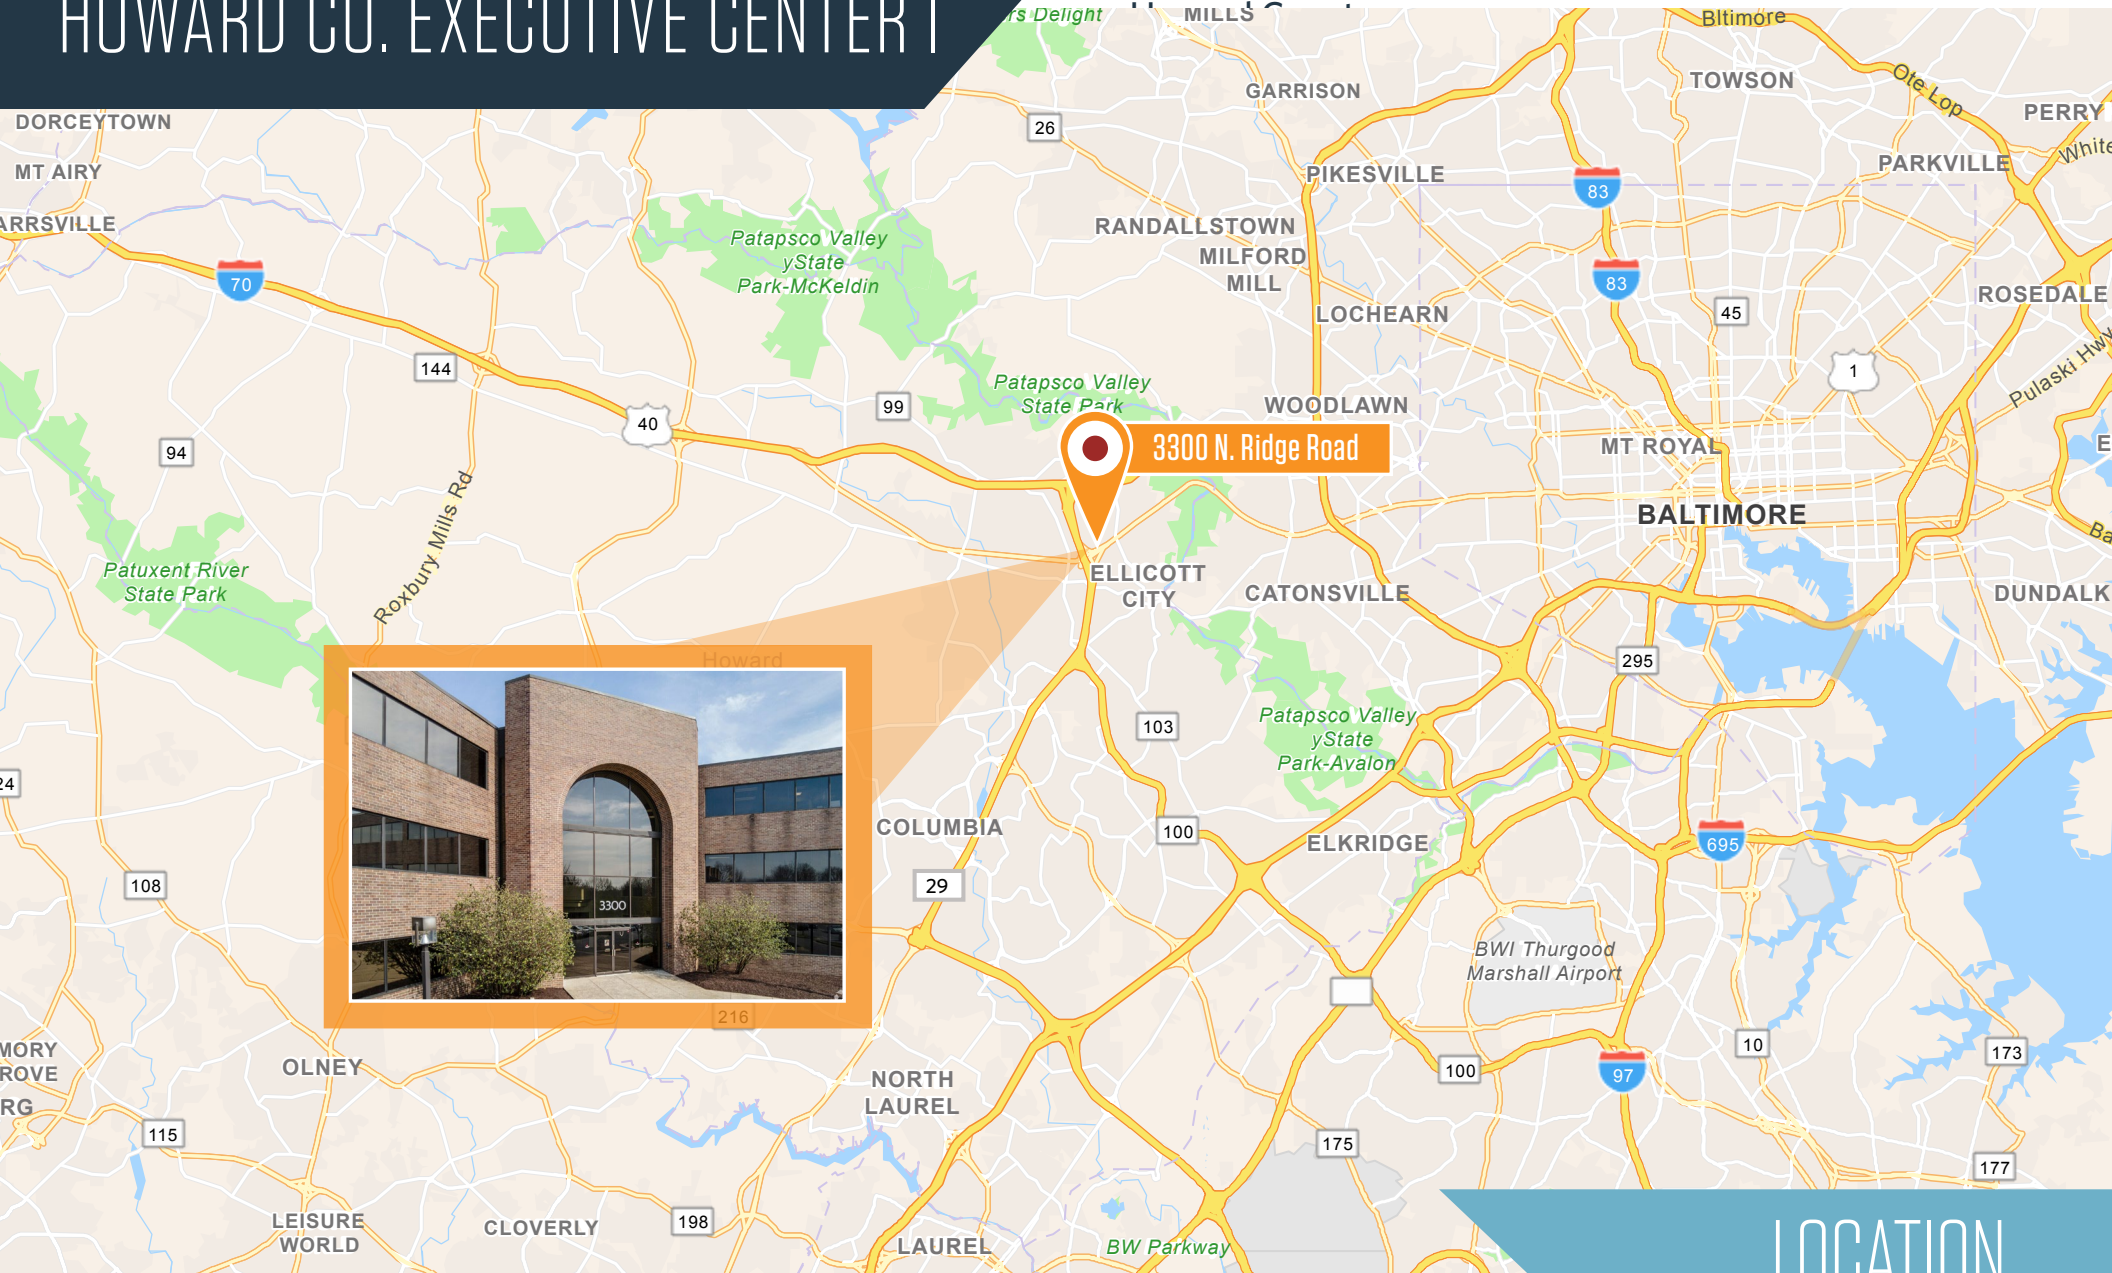 HOWARD CO. EXECUTIVE CENTER I
rs Delight
MILLS
Bltimore
TOWSON
GARRISON
Ote Lop
PERRY
DORCEYTOWN
26
White
MT AIRY
PIKESVILLE
PARKVILLE
83
ARRSVILLE
RANDALLSTOWN
Patapsco Valley
yState
Park-McKeldin
MILFORD
MILL
70
83
ROSEDALE
LOCHEARN
45
144
1
Pulaski Hwy
Patapsco Valley
State Park
99
WOODLAWN
40
94
3300 N. Ridge Road
MT ROYAL
E
BALTIMORE
Roxbury Mills Rd
Ba
Patuxent River
State Park
ELLICOTT
CITY
CATONSVILLE
DUNDALK
Howard
295
103
Patapsco Valley
yState
Park-Avalon
24
COLUMBIA
100
ELKRIDGE
695
108
29
3300
BWI Thurgood
Marshall Airport
216
MORY
ROVE
RG
OLNEY
10
173
100
97
NORTH
LAUREL
115
175
177
LEISURE
WORLD
CLOVERLY
198
LAUREL
BW Parkway
LOCATION